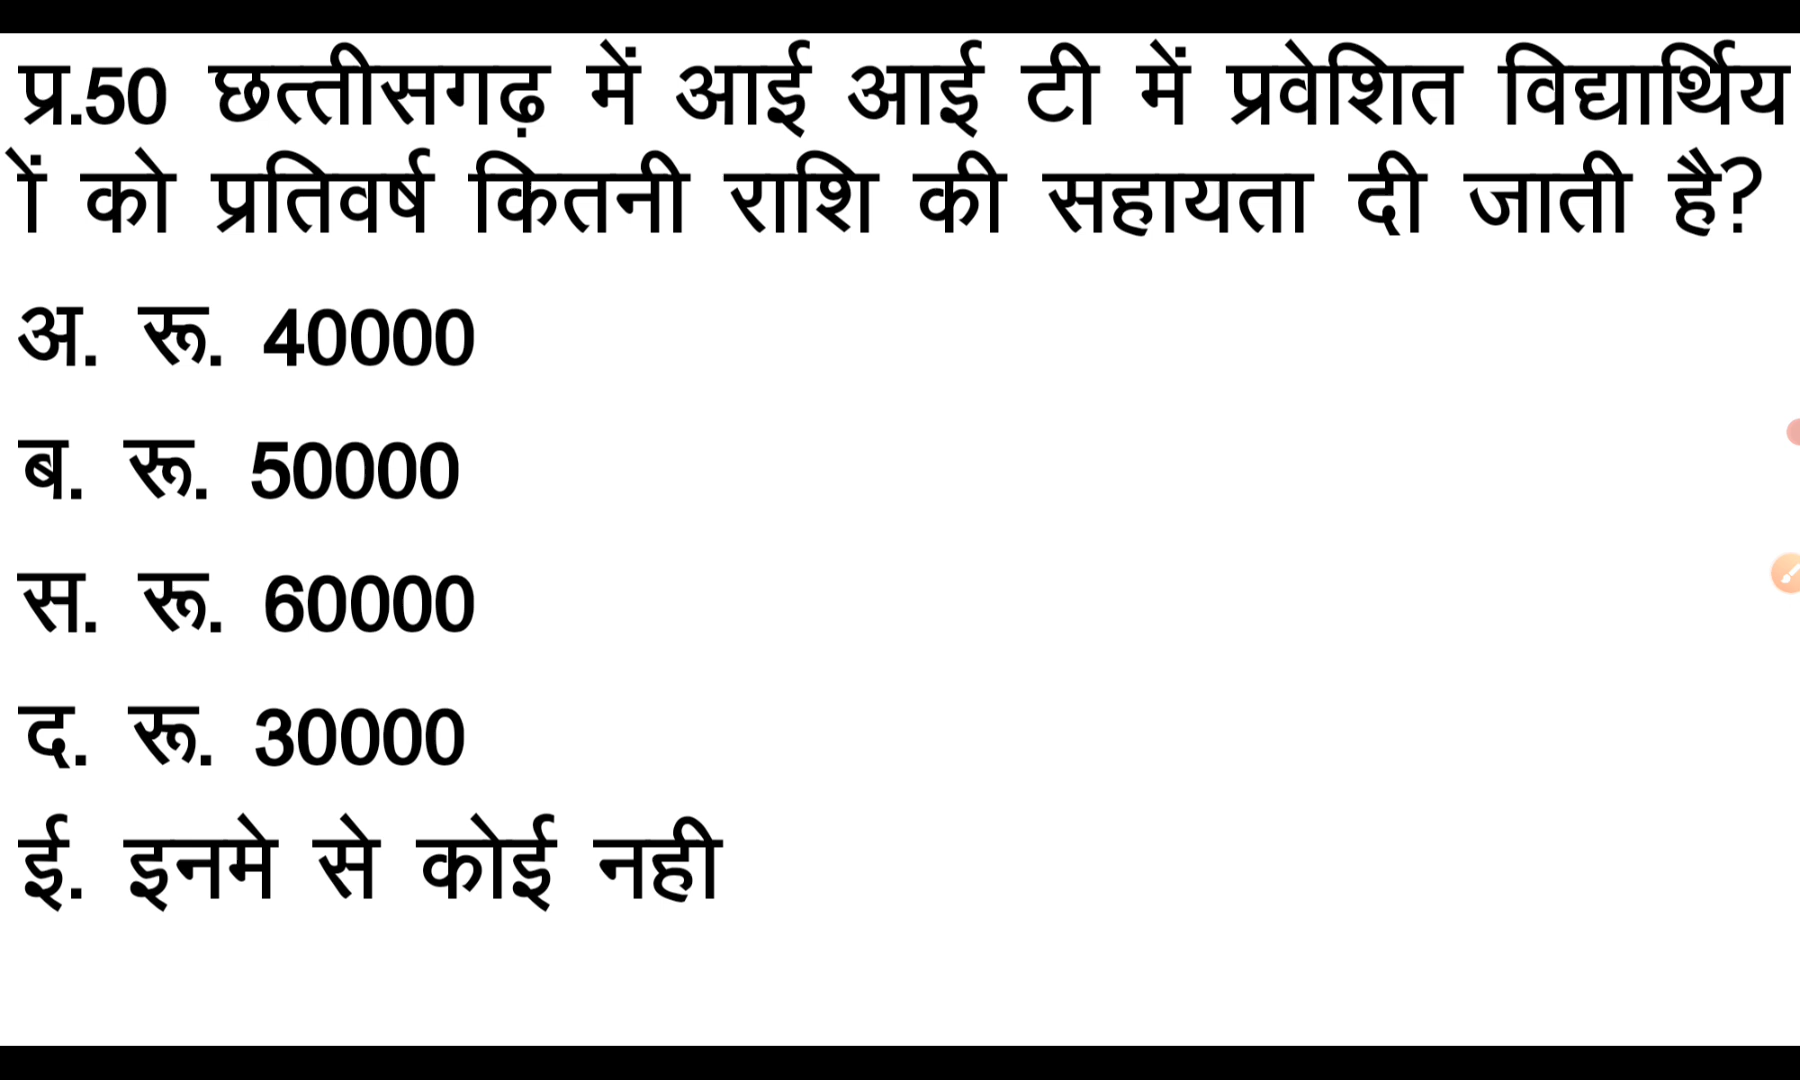 प्र.50 छत्तीसगढ़ में आई आई टी में प्रवेशित विद्यार्थिय
ों को प्रतिवर्ष कितनी राशि की सहायता दी जाती है?
अ. रू. 40000
ब. रू. 50000
स. रू. 60000
द. रू. 30000
ई. इनमे से कोई नही